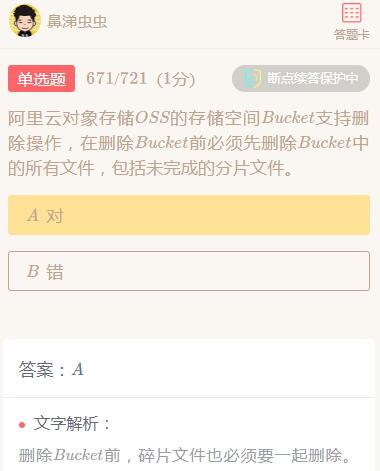 鼻涕虫虫
答题卡
单选题 671/721 (1分) 断点续答保护中
阿里云对象存储OSS的存储空间Bucket支持删
除操作，在删除Bucket前必须先删除Bucket中
的所有文件，包括未完成的分片文件。
A 对
B 错
答案：A
文字解析：
删除Bucket前，碎片文件也必须要一起删除。